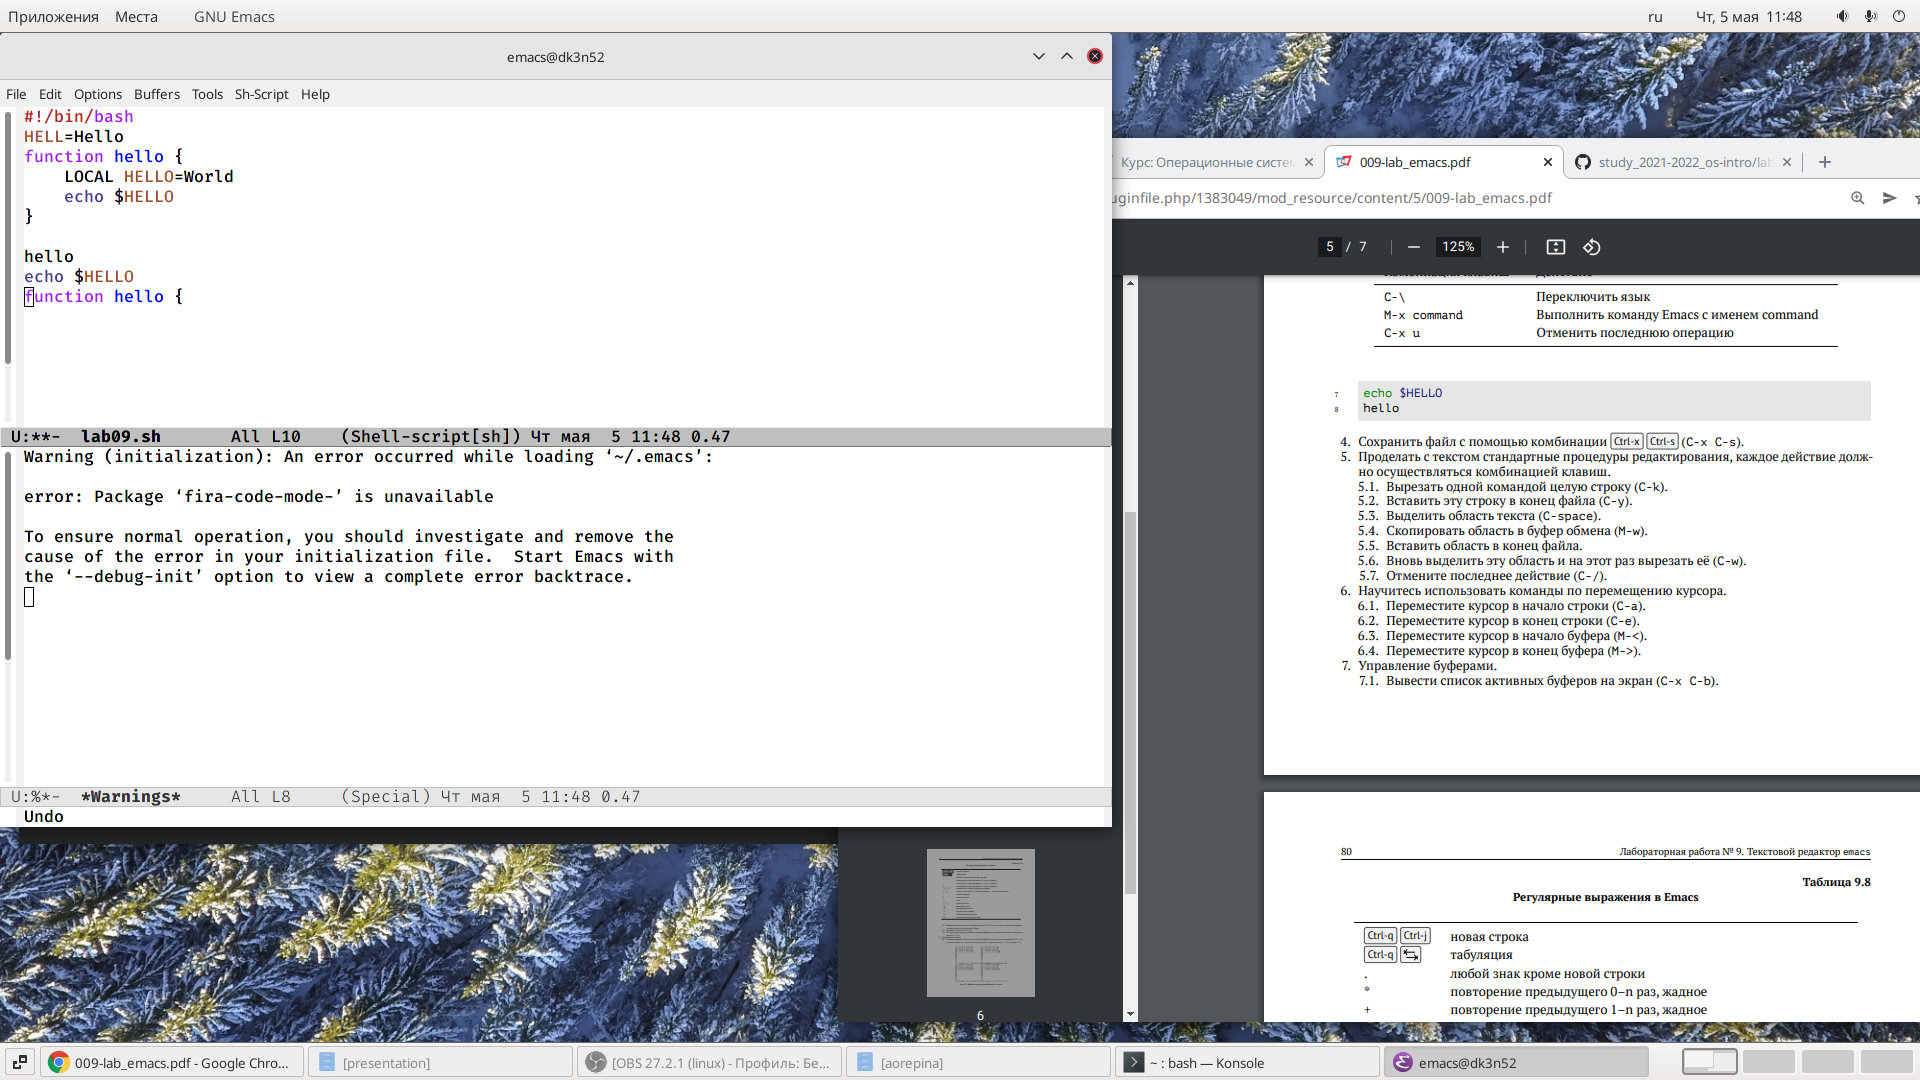 Приложения Места GNU Emacs ru Чт, 5 мая 11:48
emacs@dk3n52
File Edit Options Buffers Tools Sh-Script Help
#!/bin/bash
HELL=Hello
function hello {
    LOCAL HELLO=World
    echo $HELLO
}
hello
echo $HELLO
function hello {
U:**-  lab09.sh       All L10    (Shell-script[sh]) Чт мая  5 11:48 0.47
Warning (initialization): An error occurred while loading ‘~/.emacs’:
error: Package ‘fira-code-mode-’ is unavailable
To ensure normal operation, you should investigate and remove the
cause of the error in your initialization file.  Start Emacs with
the ‘--debug-init’ option to view a complete error backtrace.
U:%*-  *Warnings*     All L8     (Special) Чт мая  5 11:48 0.47
Undo
Курс: Операционные систем 009-lab_emacs.pdf study_2021-2022_os-intro/lab
uginfile.php/1383049/mod_resource/content/5/009-lab_emacs.pdf
5 / 7 125%
C-\ Переключить язык
M-x command Выполнить команду Emacs с именем command
C-x u Отменить последнюю операцию
7 echo $HELLO
8 hello
4. Сохранить файл с помощью комбинации Ctrl-x Ctrl-s (C-x C-s).
5. Проделать с текстом стандартные процедуры редактирования, каждое действие долж-
но осуществляться комбинацией клавиш.
5.1. Вырезать одной командой целую строку (C-k).
5.2. Вставить эту строку в конец файла (C-y).
5.3. Выделить область текста (C-space).
5.4. Скопировать область в буфер обмена (M-w).
5.5. Вставить область в конец файла.
5.6. Вновь выделить эту область и на этот раз вырезать её (C-w).
5.7. Отмените последнее действие (C-/).
6. Научитесь использовать команды по перемещению курсора.
6.1. Переместите курсор в начало строки (C-a).
6.2. Переместите курсор в конец строки (C-e).
6.3. Переместите курсор в начало буфера (M-<).
6.4. Переместите курсор в конец буфера (M->).
7. Управление буферами.
7.1. Вывести список активных буферов на экран (C-x C-b).
80 Лабораторная работа № 9. Текстовой редактор emacs
Таблица 9.8
Регулярные выражения в Emacs
Ctrl-q Ctrl-j новая строка
Ctrl-q табуляция
. любой знак кроме новой строки
* повторение предыдущего 0–n раз, жадное
+ повторение предыдущего 1–n раз, жадное
6
009-lab_emacs.pdf - Google Chro... [presentation] [OBS 27.2.1 (linux) - Профиль: Бе... [aorepina] ~ : bash — Konsole emacs@dk3n52